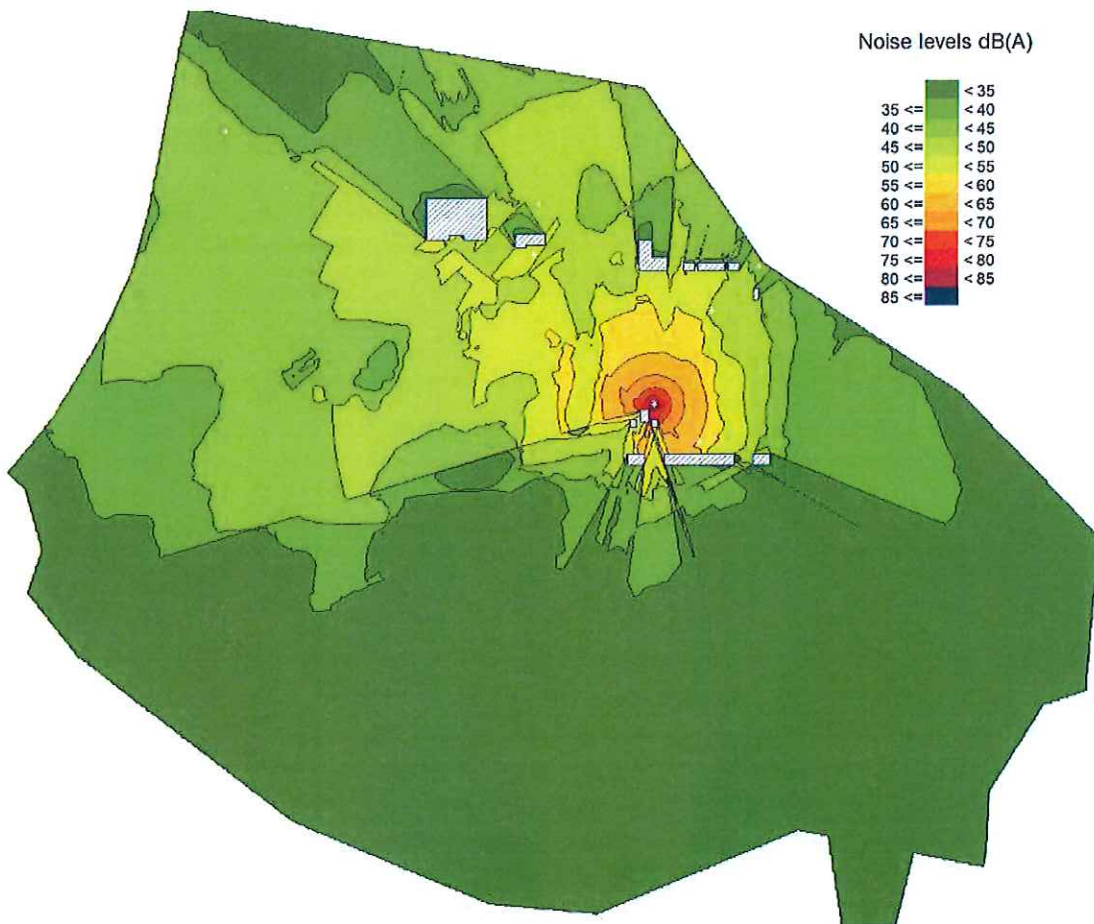 Noise levels dB(A)
< 35
35 <= < 40
40 <= < 45
45 <= < 50
50 <= < 55
55 <= < 60
60 <= < 65
65 <= < 70
70 <= < 75
75 <= < 80
80 <= < 85
85 <=